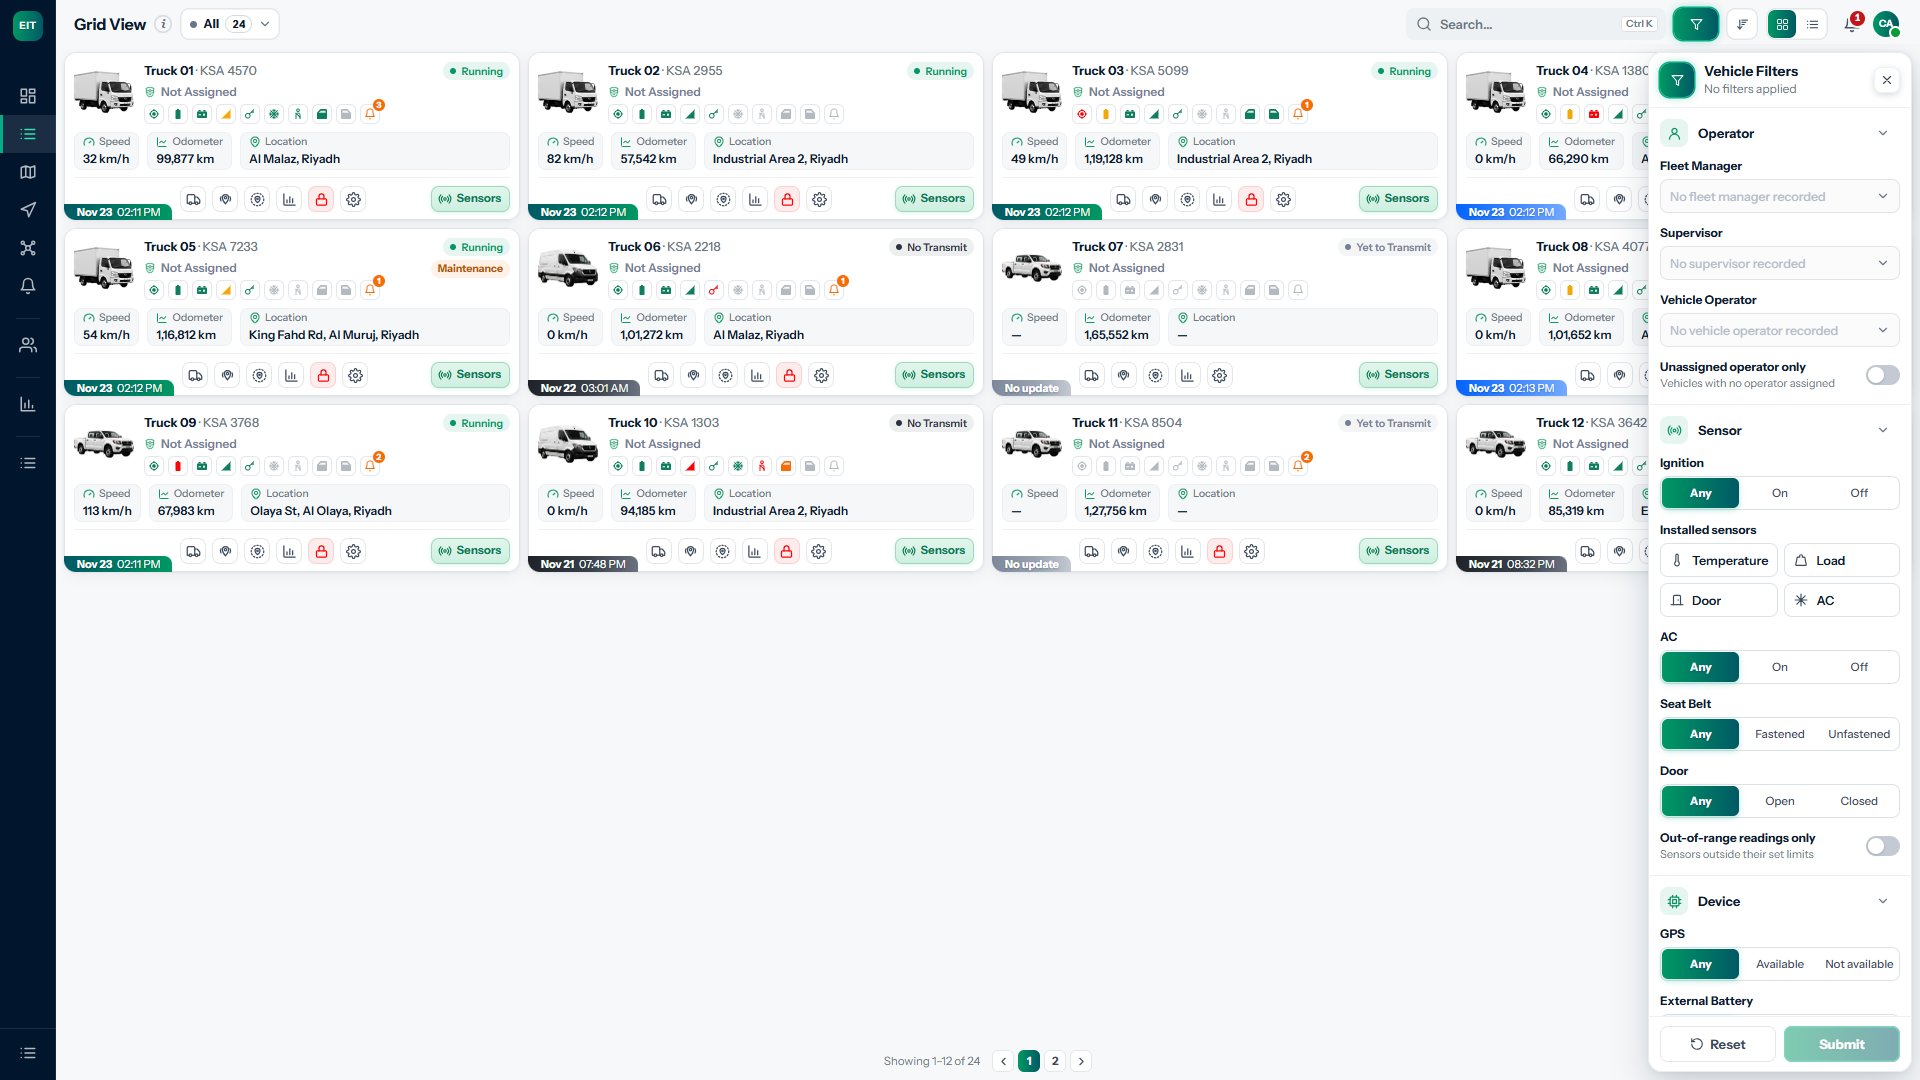 EIT
Grid View
All 24
Search...
Ctrl K
1
CA
Truck 01 · KSA 4570
Running
Not Assigned
3
Speed
32 km/h
Odometer
99,877 km
Location
Al Malaz, Riyadh
Nov 23 02:11 PM
Sensors
Truck 02 · KSA 2955
Running
Not Assigned
Speed
82 km/h
Odometer
57,542 km
Location
Industrial Area 2, Riyadh
Nov 23 02:12 PM
Sensors
Truck 03 · KSA 5099
Running
Not Assigned
1
Speed
49 km/h
Odometer
1,19,128 km
Location
Industrial Area 2, Riyadh
Nov 23 02:12 PM
Sensors
Truck 04 · KSA 1380
Not Assigned
Speed
0 km/h
Odometer
66,290 km
Nov 23 02:12 PM
Truck 05 · KSA 7233
Running
Not Assigned
Maintenance
1
Speed
54 km/h
Odometer
1,16,812 km
Location
King Fahd Rd, Al Muruj, Riyadh
Nov 23 02:12 PM
Sensors
Truck 06 · KSA 2218
No Transmit
Not Assigned
1
Speed
0 km/h
Odometer
1,01,272 km
Location
Al Malaz, Riyadh
Nov 22 03:01 AM
Sensors
Truck 07 · KSA 2831
Yet to Transmit
Not Assigned
Speed
—
Odometer
1,65,552 km
Location
—
No update
Sensors
Truck 08 · KSA 4077
Not Assigned
Speed
0 km/h
Odometer
1,01,652 km
Nov 23 02:13 PM
Truck 09 · KSA 3768
Running
Not Assigned
2
Speed
113 km/h
Odometer
67,983 km
Location
Olaya St, Al Olaya, Riyadh
Nov 23 02:11 PM
Sensors
Truck 10 · KSA 1303
No Transmit
Not Assigned
Speed
0 km/h
Odometer
94,185 km
Location
Industrial Area 2, Riyadh
Nov 21 07:48 PM
Sensors
Truck 11 · KSA 8504
Yet to Transmit
Not Assigned
2
Speed
—
Odometer
1,27,756 km
Location
—
No update
Sensors
Truck 12 · KSA 3642
Not Assigned
Speed
0 km/h
Odometer
85,319 km
Nov 21 08:32 PM
Showing 1–12 of 24
1 2
Vehicle Filters
No filters applied
Operator
Fleet Manager
No fleet manager recorded
Supervisor
No supervisor recorded
Vehicle Operator
No vehicle operator recorded
Unassigned operator only
Vehicles with no operator assigned
Sensor
Ignition
Any On Off
Installed sensors
Temperature Load
Door AC
AC
Any On Off
Seat Belt
Any Fastened Unfastened
Door
Any Open Closed
Out-of-range readings only
Sensors outside their set limits
Device
GPS
Any Available Not available
External Battery
Reset Submit